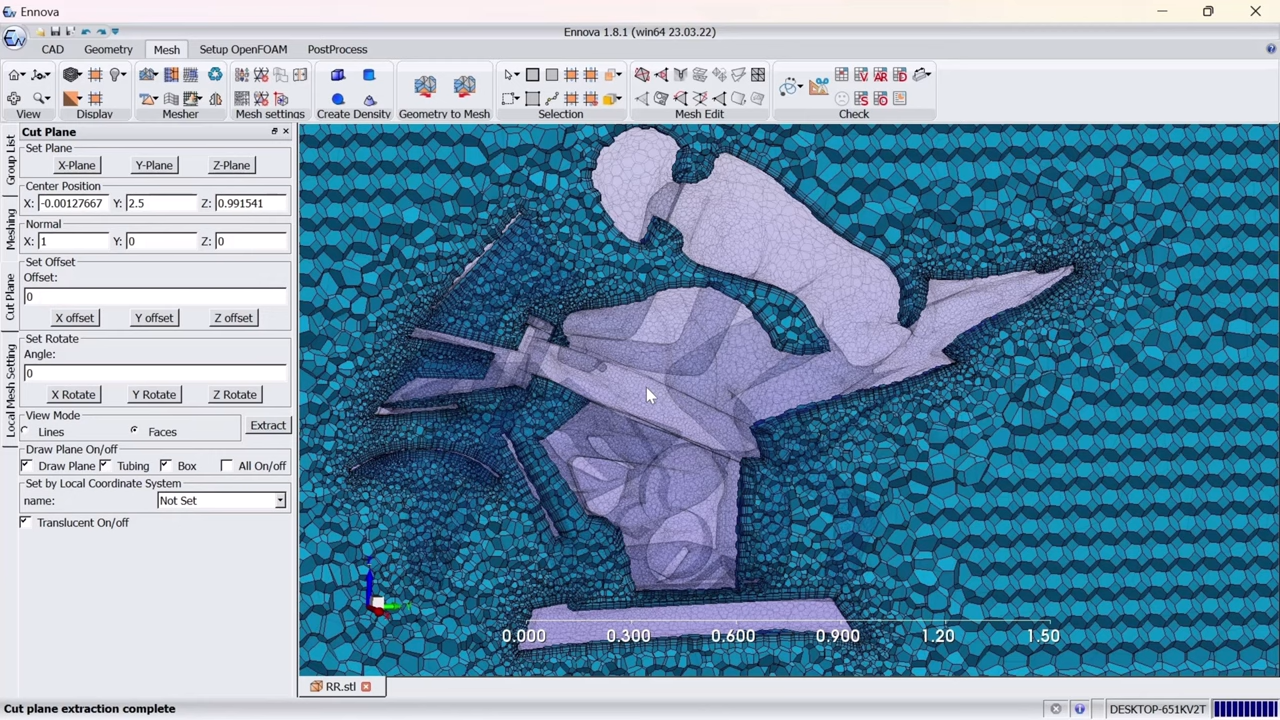 Ennova
Ennova 1.8.1 (win64 23.03.22)
CAD Geometry Mesh Setup OpenFOAM PostProcess
View Display Mesher Mesh settings Create Density Geometry to Mesh Selection Mesh Edit Check
Group List
Meshing
Cut Plane
Local Mesh Setting
Cut Plane
Set Plane
X-Plane Y-Plane Z-Plane
Center Position
X: -0.00127667 Y: 2.5 Z: 0.991541
Normal
X: 1 Y: 0 Z: 0
Set Offset
Offset:
0
X offset Y offset Z offset
Set Rotate
Angle:
0
X Rotate Y Rotate Z Rotate
View Mode
Lines Faces Extract
Draw Plane On/off
Draw Plane Tubing Box All On/off
Set by Local Coordinate System
name: Not Set
Translucent On/off
0.000 0.300 0.600 0.900 1.20 1.50
RR.stl
Cut plane extraction complete
DESKTOP-651KV2T